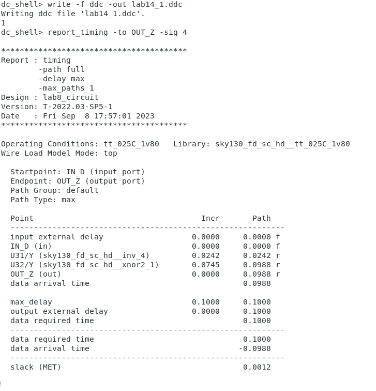 dc_shell> write -f ddc -out lab14_1.ddc
Writing ddc file 'lab14_1.ddc'.
1
dc_shell> report_timing -to OUT_Z -sig 4
****************************************
Report : timing
-path full
-delay max
-max_paths 1
Design : lab8_circuit
Version: T-2022.03-SP5-1
Date : Fri Sep 8 17:57:01 2023
****************************************
Operating Conditions: tt_025C_1v80 Library: sky130_fd_sc_hd__tt_025C_1v80
Wire Load Model Mode: top
Startpoint: IN_D (input port)
Endpoint: OUT_Z (output port)
Path Group: default
Path Type: max
Point Incr Path
-----------------------------------------------------------
input external delay 0.0000 0.0000 f
IN_D (in) 0.0000 0.0000 f
U31/Y (sky130_fd_sc_hd__inv_4) 0.0242 0.0242 r
U32/Y (sky130_fd_sc_hd__xnor2_1) 0.0745 0.0988 r
OUT_Z (out) 0.0000 0.0988 r
data arrival time 0.0988
max_delay 0.1000 0.1000
output external delay 0.0000 0.1000
data required time 0.1000
-----------------------------------------------------------
data required time 0.1000
data arrival time -0.0988
-----------------------------------------------------------
slack (MET) 0.0012